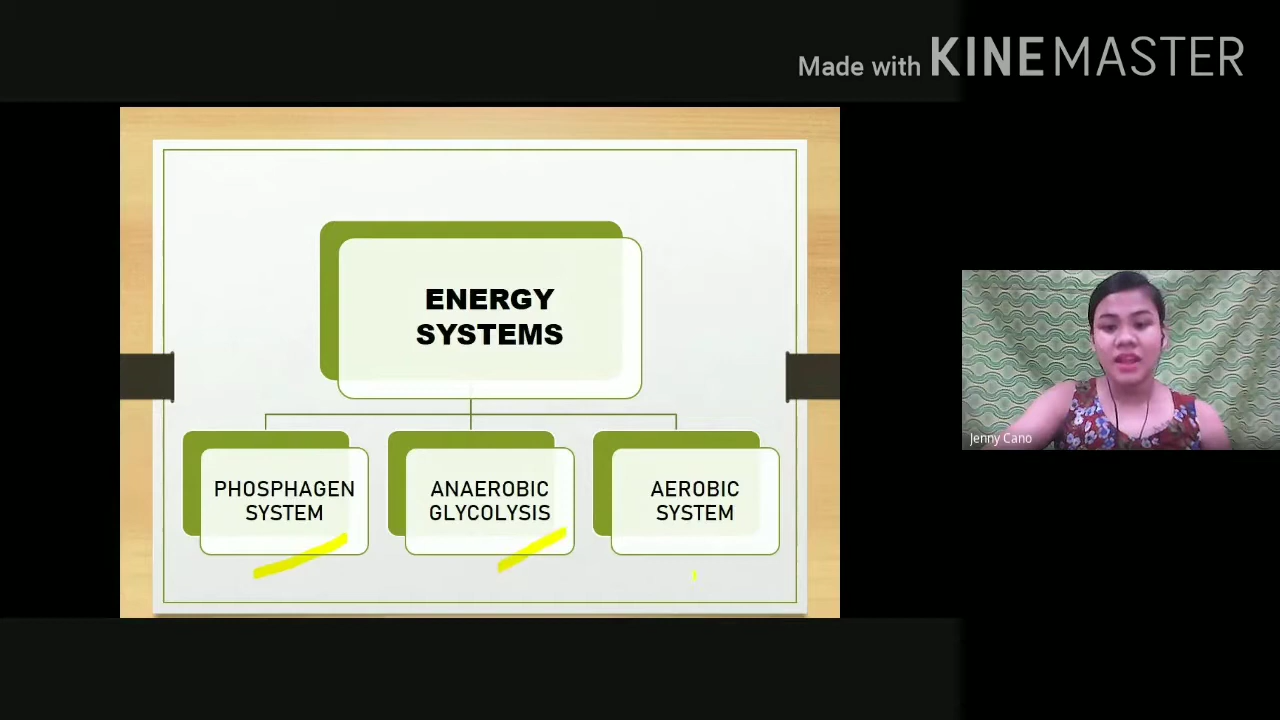 Made with KINEMASTER
ENERGY
SYSTEMS
PHOSPHAGEN
SYSTEM
ANAEROBIC
GLYCOLYSIS
AEROBIC
SYSTEM
Jenny Cano